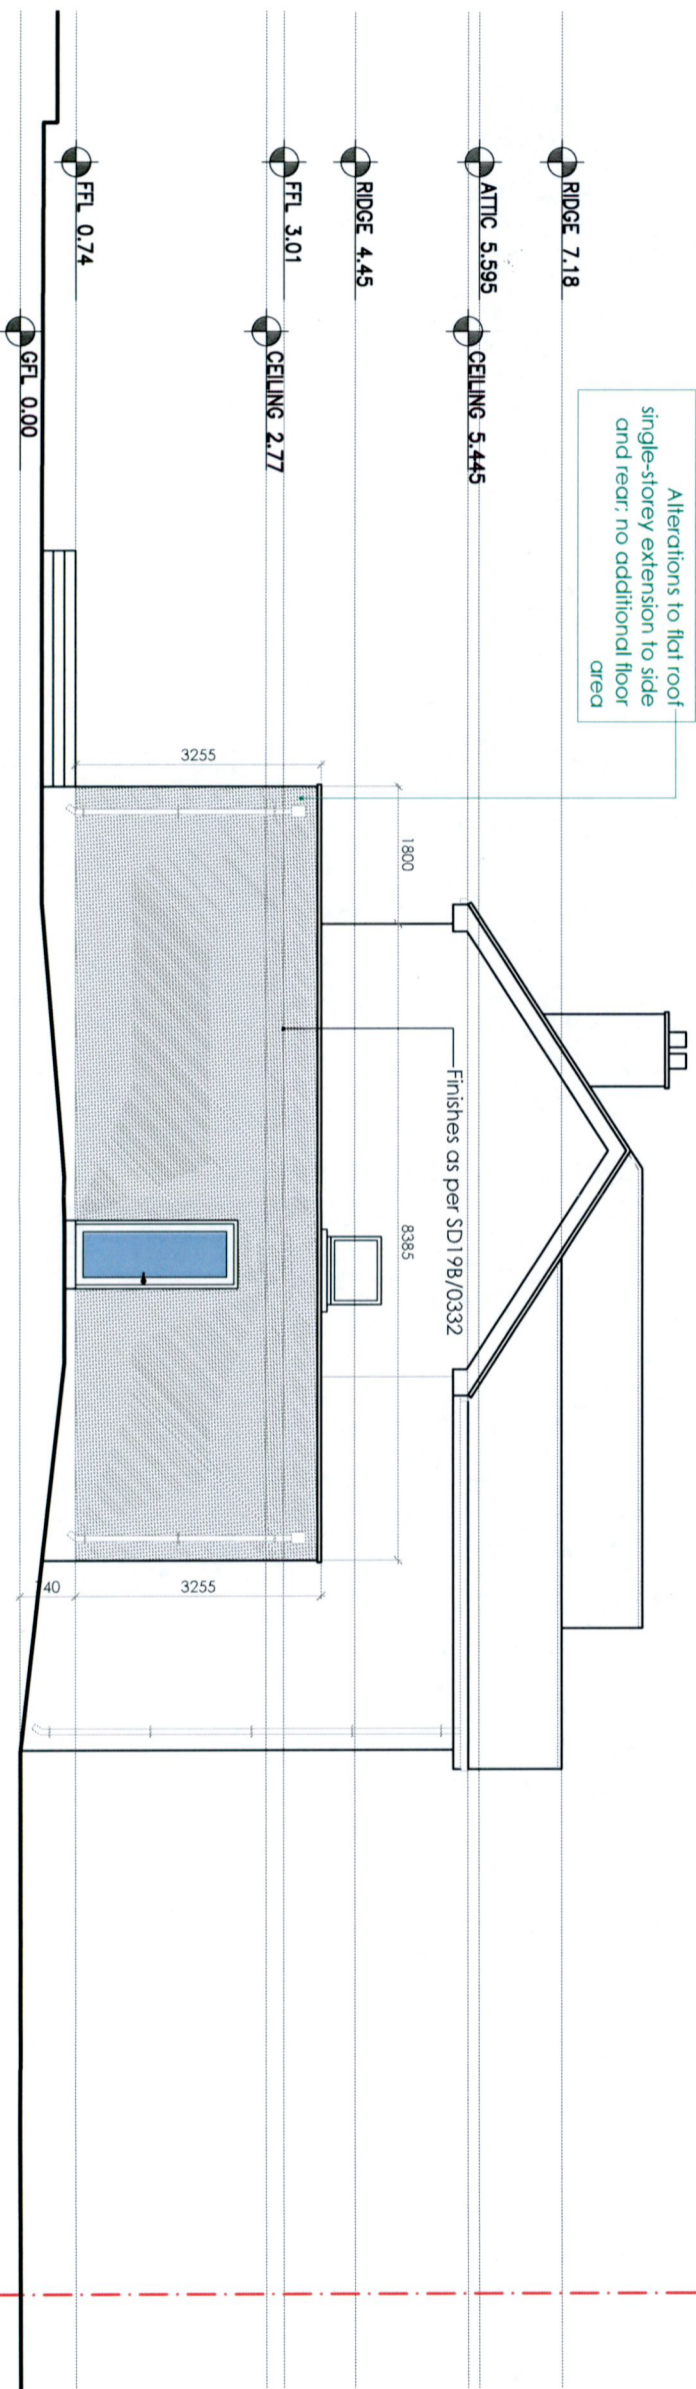 Alterations to flat roof
single-storey extension to side
and rear; no additional floor
area
RIDGE 7.18
ATTIC 5.595
CEILING 5.445
RIDGE 4.45
FFL 3.01
CEILING 2.77
FFL 0.74
GFL 0.00
Finishes as per SD19B/0332
1800
8385
3255
3255